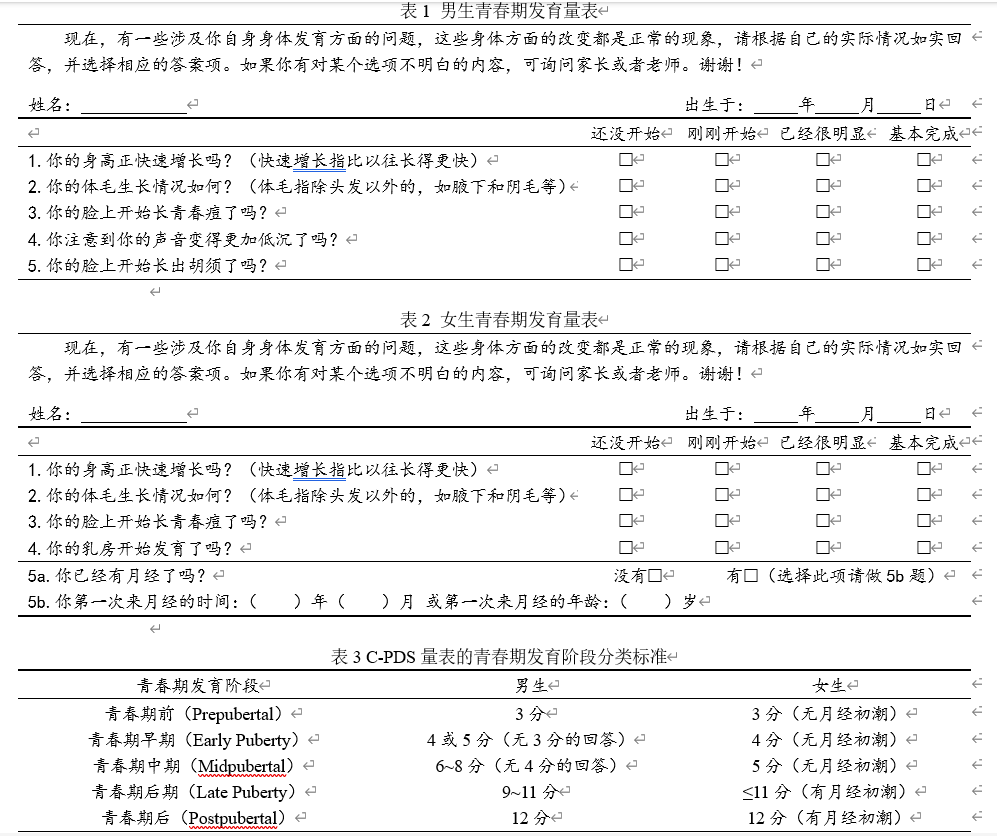 表 1 男生青春期发育量表
现在，有一些涉及你自身身体发育方面的问题，这些身体方面的改变都是正常的现象，请根据自己的实际情况如实回
答，并选择相应的答案项。如果你有对某个选项不明白的内容，可询问家长或者老师。谢谢！
姓名：____________ 出生于：_____年_____月_____日
还没开始 刚刚开始 已经很明显 基本完成
1. 你的身高正快速增长吗？（快速增长指比以往长得更快） □ □ □ □
2. 你的体毛生长情况如何？（体毛指除头发以外的，如腋下和阴毛等） □ □ □ □
3. 你的脸上开始长青春痘了吗？ □ □ □ □
4. 你注意到你的声音变得更加低沉了吗？ □ □ □ □
5. 你的脸上开始长出胡须了吗？ □ □ □ □
表 2 女生青春期发育量表
现在，有一些涉及你自身身体发育方面的问题，这些身体方面的改变都是正常的现象，请根据自己的实际情况如实回
答，并选择相应的答案项。如果你有对某个选项不明白的内容，可询问家长或者老师。谢谢！
姓名：____________ 出生于：_____年_____月_____日
还没开始 刚刚开始 已经很明显 基本完成
1. 你的身高正快速增长吗？（快速增长指比以往长得更快） □ □ □ □
2. 你的体毛生长情况如何？（体毛指除头发以外的，如腋下和阴毛等） □ □ □ □
3. 你的脸上开始长青春痘了吗？ □ □ □ □
4. 你的乳房开始发育了吗？ □ □ □ □
5a. 你已经有月经了吗？ 没有□ 有□（选择此项请做 5b 题）
5b. 你第一次来月经的时间：（ ）年（ ）月 或第一次来月经的年龄：（ ）岁
表 3 C-PDS 量表的青春期发育阶段分类标准
青春期发育阶段 男生 女生
青春期前（Prepubertal） 3 分 3 分（无月经初潮）
青春期早期（Early Puberty） 4 或 5 分（无 3 分的回答） 4 分（无月经初潮）
青春期中期（Midpubertal） 6~8 分（无 4 分的回答） 5 分（无月经初潮）
青春期后期（Late Puberty） 9~11 分 ≤11 分（有月经初潮）
青春期后（Postpubertal） 12 分 12 分（有月经初潮）